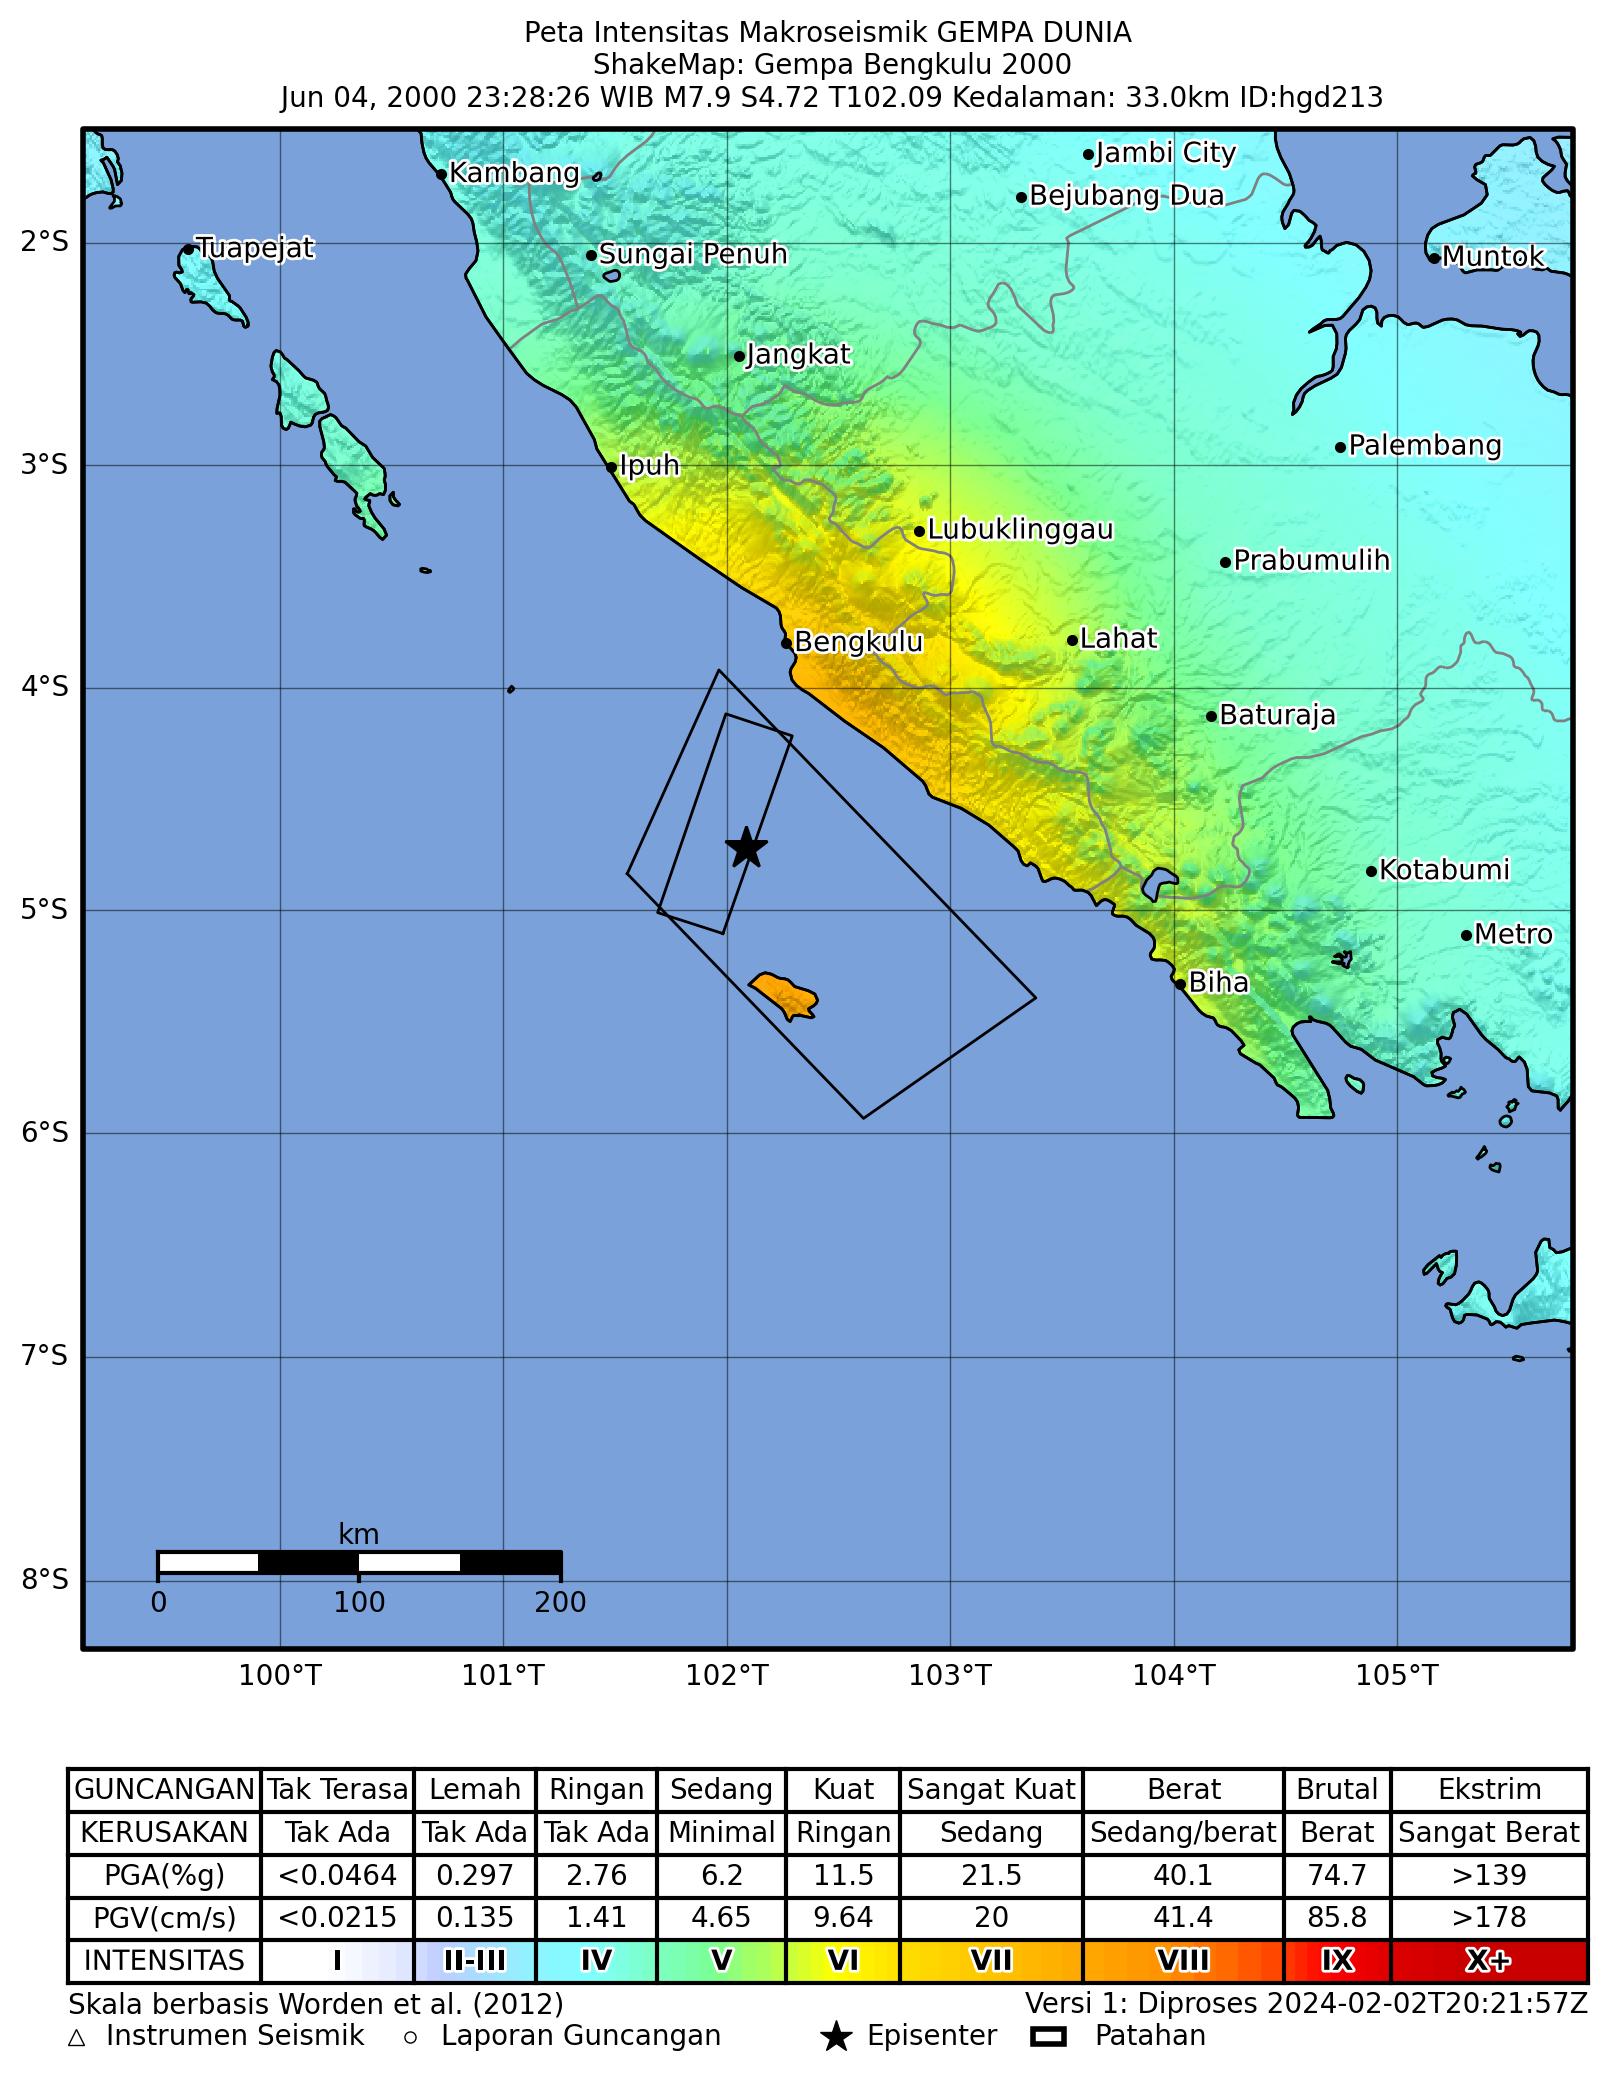 Peta Intensitas Makroseismik GEMPA DUNIA
ShakeMap: Gempa Bengkulu 2000
Jun 04, 2000 23:28:26 WIB M7.9 S4.72 T102.09 Kedalaman: 33.0km ID:hgd213
Jambi City
Kambang
Bejubang Dua
2°S
Tuapejat
Sungai Penuh
Muntok
Jangkat
Palembang
3°S
Ipuh
Lubuklinggau
Prabumulih
Bengkulu
Lahat
4°S
Baturaja
Kotabumi
5°S
Metro
Biha
6°S
7°S
km
8°S
0 100 200
100°T 101°T 102°T 103°T 104°T 105°T
GUNCANGAN Tak Terasa Lemah Ringan Sedang Kuat Sangat Kuat Berat Brutal Ekstrim
KERUSAKAN Tak Ada Tak Ada Tak Ada Minimal Ringan Sedang Sedang/berat Berat Sangat Berat
PGA(%g) <0.0464 0.297 2.76 6.2 11.5 21.5 40.1 74.7 >139
PGV(cm/s) <0.0215 0.135 1.41 4.65 9.64 20 41.4 85.8 >178
INTENSITAS I II-III IV V VI VII VIII IX X+
Skala berbasis Worden et al. (2012) Versi 1: Diproses 2024-02-02T20:21:57Z
Instrumen Seismik Laporan Guncangan Episenter Patahan